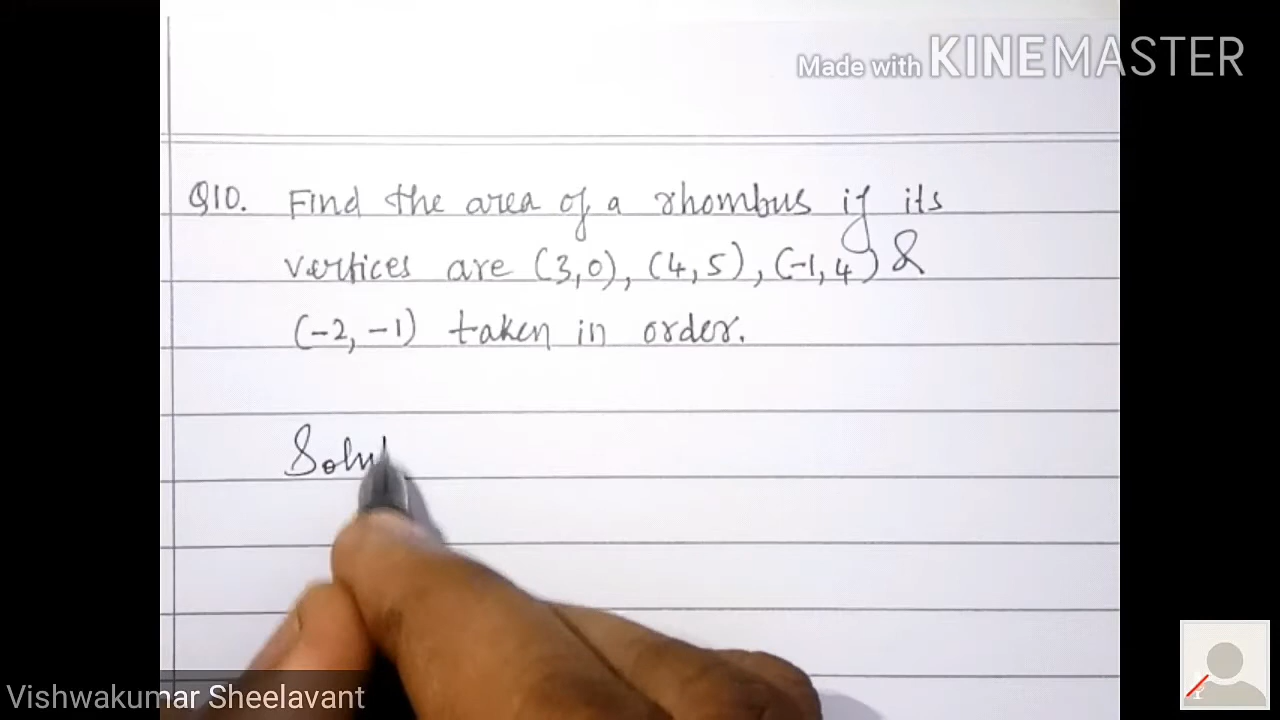 Made with KINEMASTER
Q10. Find the area of a rhombus if its
vertices are (3,0), (4,5), (-1,4) &
(-2,-1) taken in order.
Solu
Vishwakumar Sheelavant